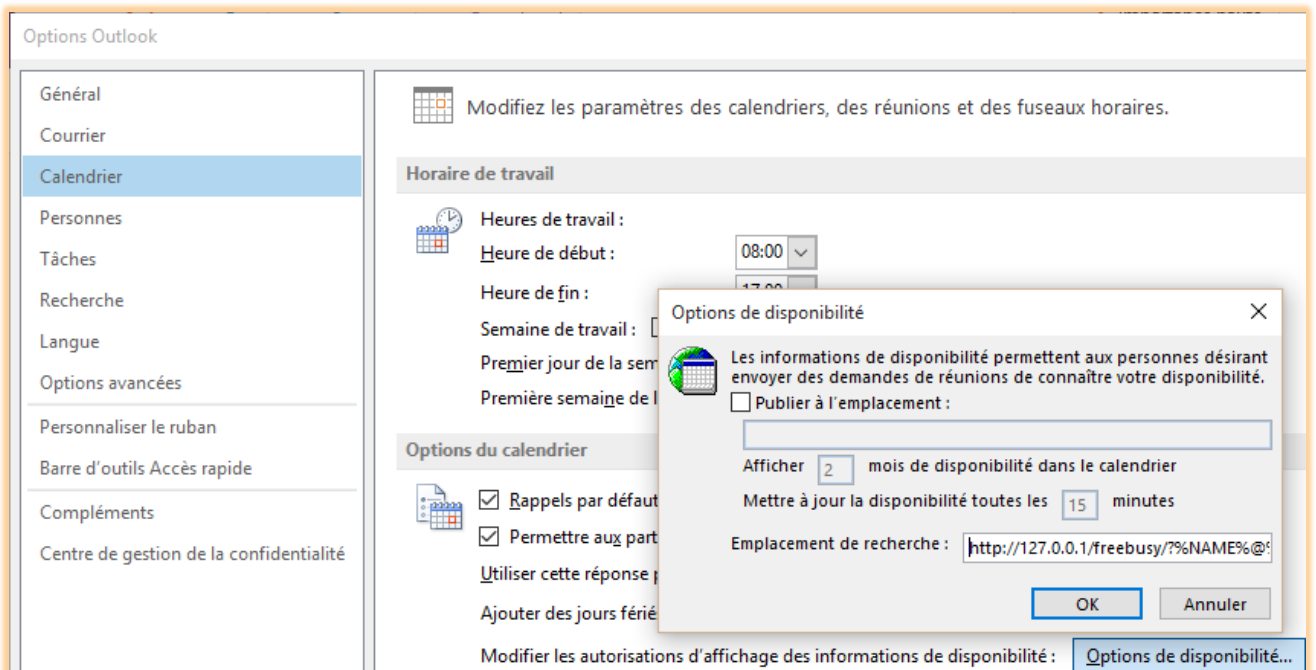 Options Outlook
Général
Courrier
Calendrier
Personnes
Tâches
Recherche
Langue
Options avancées
Personnaliser le ruban
Barre d'outils Accès rapide
Compléments
Centre de gestion de la confidentialité
Modifiez les paramètres des calendriers, des réunions et des fuseaux horaires.
Horaire de travail
Heures de travail :
Heure de début : 08:00
Heure de fin : 17:00
Semaine de travail :
Premier jour de la sem
Première semaine de l
Options du calendrier
Rappels par défaut
Permettre aux part
Utiliser cette réponse p
Ajouter des jours férié
Modifier les autorisations d'affichage des informations de disponibilité : Options de disponibilité...
Options de disponibilité
Les informations de disponibilité permettent aux personnes désirant
envoyer des demandes de réunions de connaître votre disponibilité.
Publier à l'emplacement :
Afficher 2 mois de disponibilité dans le calendrier
Mettre à jour la disponibilité toutes les 15 minutes
Emplacement de recherche : http://127.0.0.1/freebusy/?%NAME%@%
OK Annuler